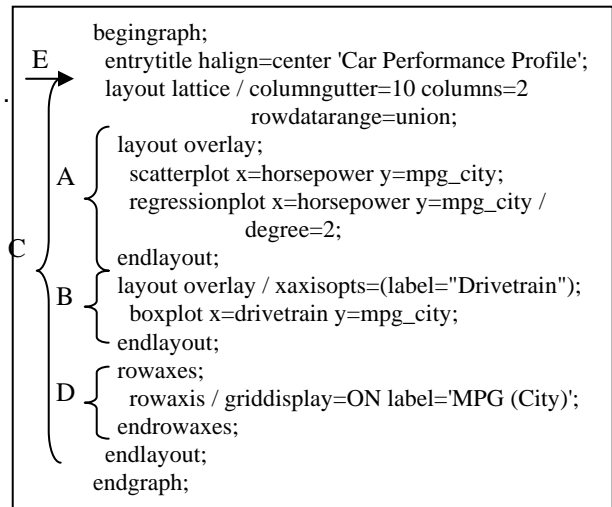 begingraph;
E
entrytitle halign=center 'Car Performance Profile';
layout lattice / columngutter=10 columns=2
.
rowdatarange=union;
layout overlay;
A
scatterplot x=horsepower y=mpg_city;
regressionplot x=horsepower y=mpg_city /
degree=2;
C
endlayout;
layout overlay / xaxisopts=(label="Drivetrain");
B
boxplot x=drivetrain y=mpg_city;
endlayout;
rowaxes;
D
rowaxis / griddisplay=ON label='MPG (City)';
endrowaxes;
endlayout;
endgraph;